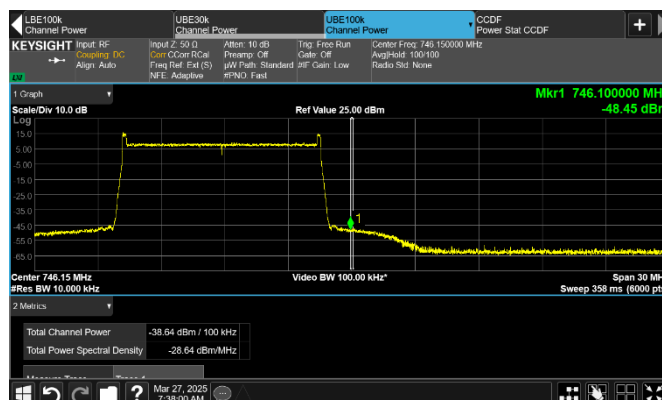 LBE100k
Channel Power
UBE30k
Channel Power
UBE100k
Channel Power
CCDF
Power Stat CCDF
KEYSIGHT
Input: RF
Coupling: DC
Align: Auto
Input Z: 50 Ω
Corr CCorr RCal
Freq Ref: Ext (S)
NFE: Adaptive
Atten: 10 dB
Preamp: Off
µW Path: Standard
#PNO: Fast
Trig: Free Run
Gate: Off
#IF Gain: Low
Center Freq: 746.150000 MHz
Avg|Hold: 100/100
Radio Std: None
1 Graph
Mkr1 746.100000 MH
Scale/Div 10.0 dB
Ref Value 25.00 dBm
-48.45 dB
Log
15.0
5.00
-5.00
-15.0
-25.0
-35.0
-45.0
-55.0
-65.0
1
Center 746.15 MHz
Video BW 100.00 kHz*
Span 30 M
#Res BW 10.000 kHz
Sweep 358 ms (6000 pt
2 Metrics
Total Channel Power
-38.64 dBm / 100 kHz
Total Power Spectral Density
-28.64 dBm/MHz
Mar 27, 2025
7:38:00 AM